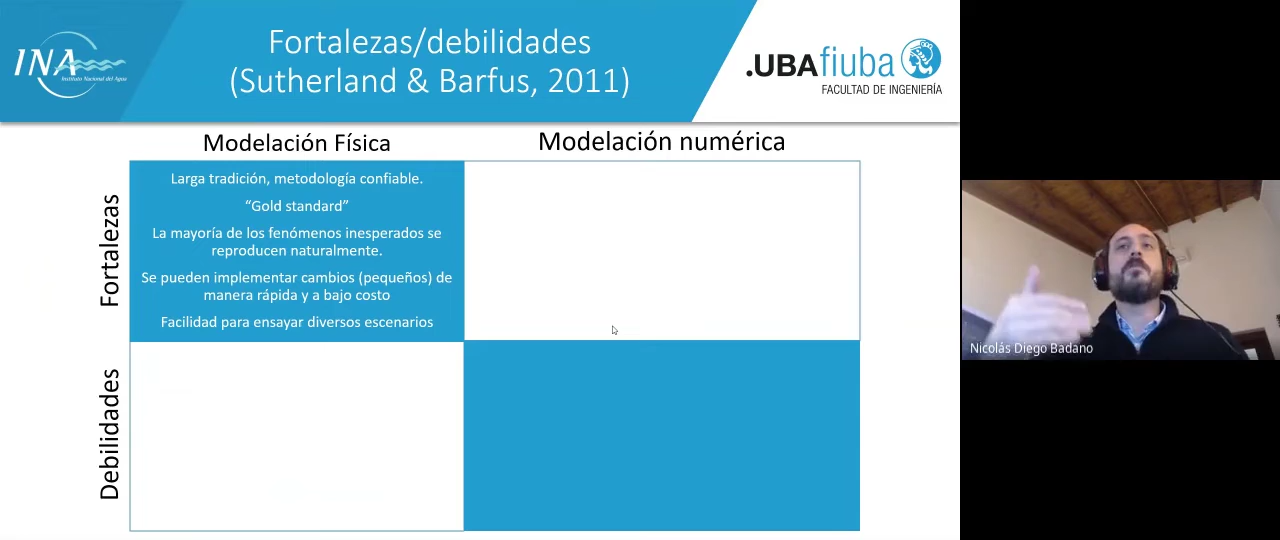 INA
Instituto Nacional del Agua
Fortalezas/debilidades
(Sutherland & Barfus, 2011)
.UBAfiuba
FACULTAD DE INGENIERÍA
Modelación Física
Modelación numérica
Fortalezas
Larga tradición, metodología confiable.
“Gold standard”
La mayoría de los fenómenos inesperados se
reproducen naturalmente.
Se pueden implementar cambios (pequeños) de
manera rápida y a bajo costo
Facilidad para ensayar diversos escenarios
Debilidades
Nicolás Diego Badano